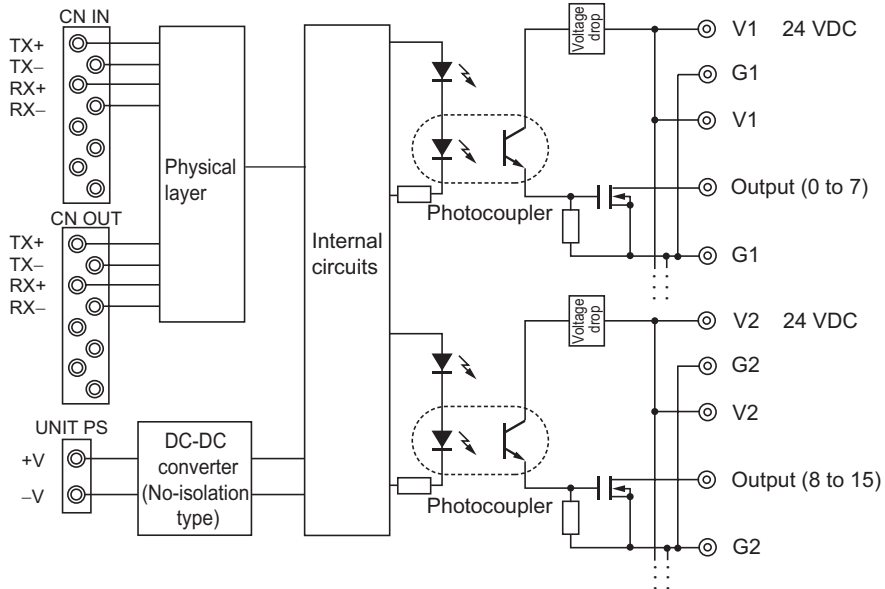 CN IN
TX+
TX−
RX+
RX−
CN OUT
TX+
TX−
RX+
RX−
UNIT PS
+V
−V
Physical
layer
DC-DC
converter
(No-isolation
type)
Internal
circuits
Photocoupler
Voltage
drop
V1 24 VDC
G1
V1
Output (0 to 7)
G1
Photocoupler
Voltage
drop
V2 24 VDC
G2
V2
Output (8 to 15)
G2